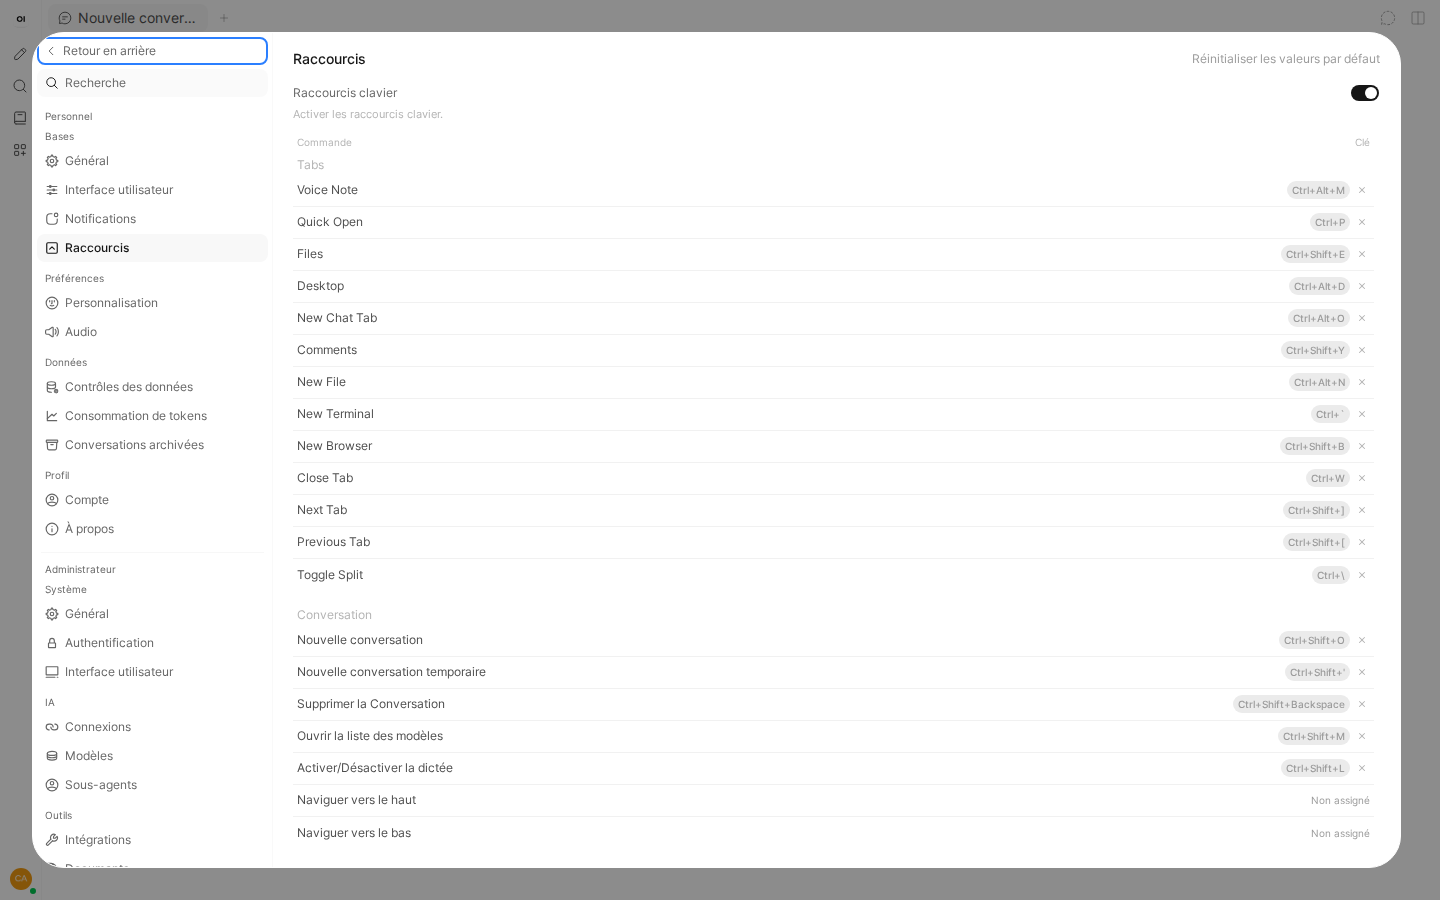 OI
Nouvelle conver...
Retour en arrière
Recherche
Personnel
Bases
Général
Interface utilisateur
Notifications
Raccourcis
Préférences
Personnalisation
Audio
Données
Contrôles des données
Consommation de tokens
Conversations archivées
Profil
Compte
À propos
Administrateur
Système
Général
Authentification
Interface utilisateur
IA
Connexions
Modèles
Sous-agents
Outils
Intégrations
CA
Raccourcis
Réinitialiser les valeurs par défaut
Raccourcis clavier
Activer les raccourcis clavier.
Commande Clé
Tabs
Voice Note Ctrl+Alt+M
Quick Open Ctrl+P
Files Ctrl+Shift+E
Desktop Ctrl+Alt+D
New Chat Tab Ctrl+Alt+O
Comments Ctrl+Shift+Y
New File Ctrl+Alt+N
New Terminal Ctrl+`
New Browser Ctrl+Shift+B
Close Tab Ctrl+W
Next Tab Ctrl+Shift+]
Previous Tab Ctrl+Shift+[
Toggle Split Ctrl+\
Conversation
Nouvelle conversation Ctrl+Shift+O
Nouvelle conversation temporaire Ctrl+Shift+'
Supprimer la Conversation Ctrl+Shift+Backspace
Ouvrir la liste des modèles Ctrl+Shift+M
Activer/Désactiver la dictée Ctrl+Shift+L
Naviguer vers le haut Non assigné
Naviguer vers le bas Non assigné